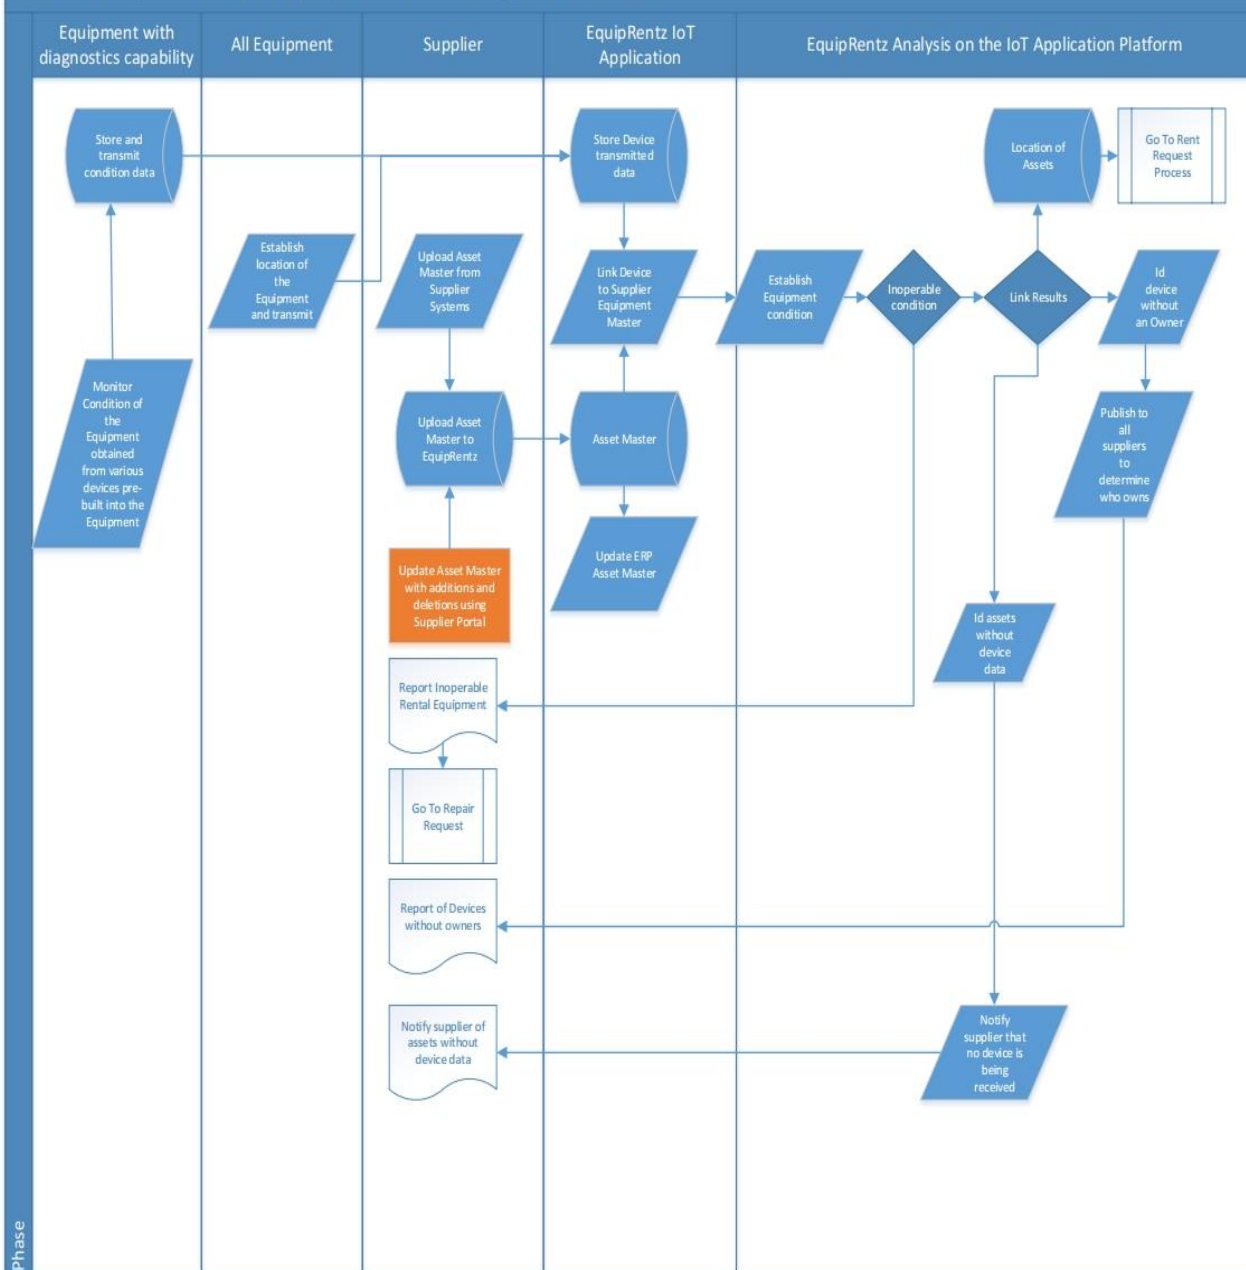 Equipment with
diagnostics capability
All Equipment
Supplier
EquipRentz IoT
Application
EquipRentz Analysis on the IoT Application Platform
Store and
transmit
condition data
Store Device
transmitted
data
Location of
Assets
Go To Rent
Request
Process
Establish
location of
the
Equipment
and transmit
Upload Asset
Master from
Supplier
Systems
Link Device
to Supplier
Equipment
Master
Establish
Equipment
condition
Inoperable
condition
Link Results
Id
device
without
an Owner
Monitor
Condition of
the
Equipment
obtained
from various
devices pre-
built into the
Equipment
Upload Asset
Master to
EquipRentz
Asset Master
Publish to
all
suppliers
to
determine
who owns
Update Asset Master
with additions and
deletions using
Supplier Portal
Update ERP
Asset Master
Id assets
without
device
data
Report Inoperable
Rental Equipment
Go To Repair
Request
Report of Devices
without owners
Notify supplier of
assets without
device data
Notify
supplier that
no device is
being
received
Phase